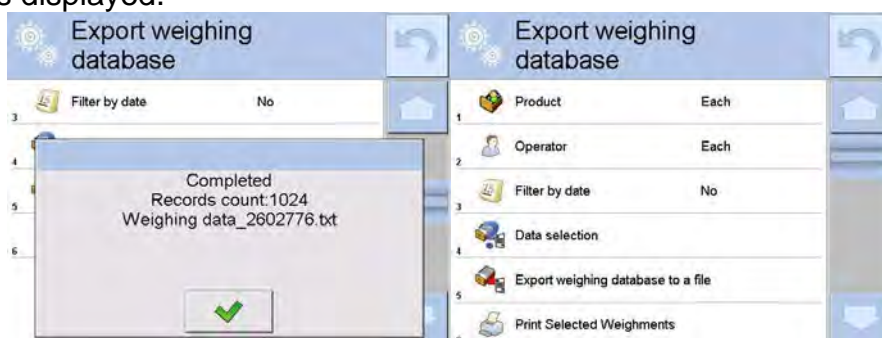 s displayed.
Export weighing
database
3 Filter by date No
4
5
6
Completed
Records count:1024
Weighing data_2602776.txt
Export weighing
database
1 Product Each
2 Operator Each
3 Filter by date No
4 Data selection
5 Export weighing database to a file
Print Selected Weighments